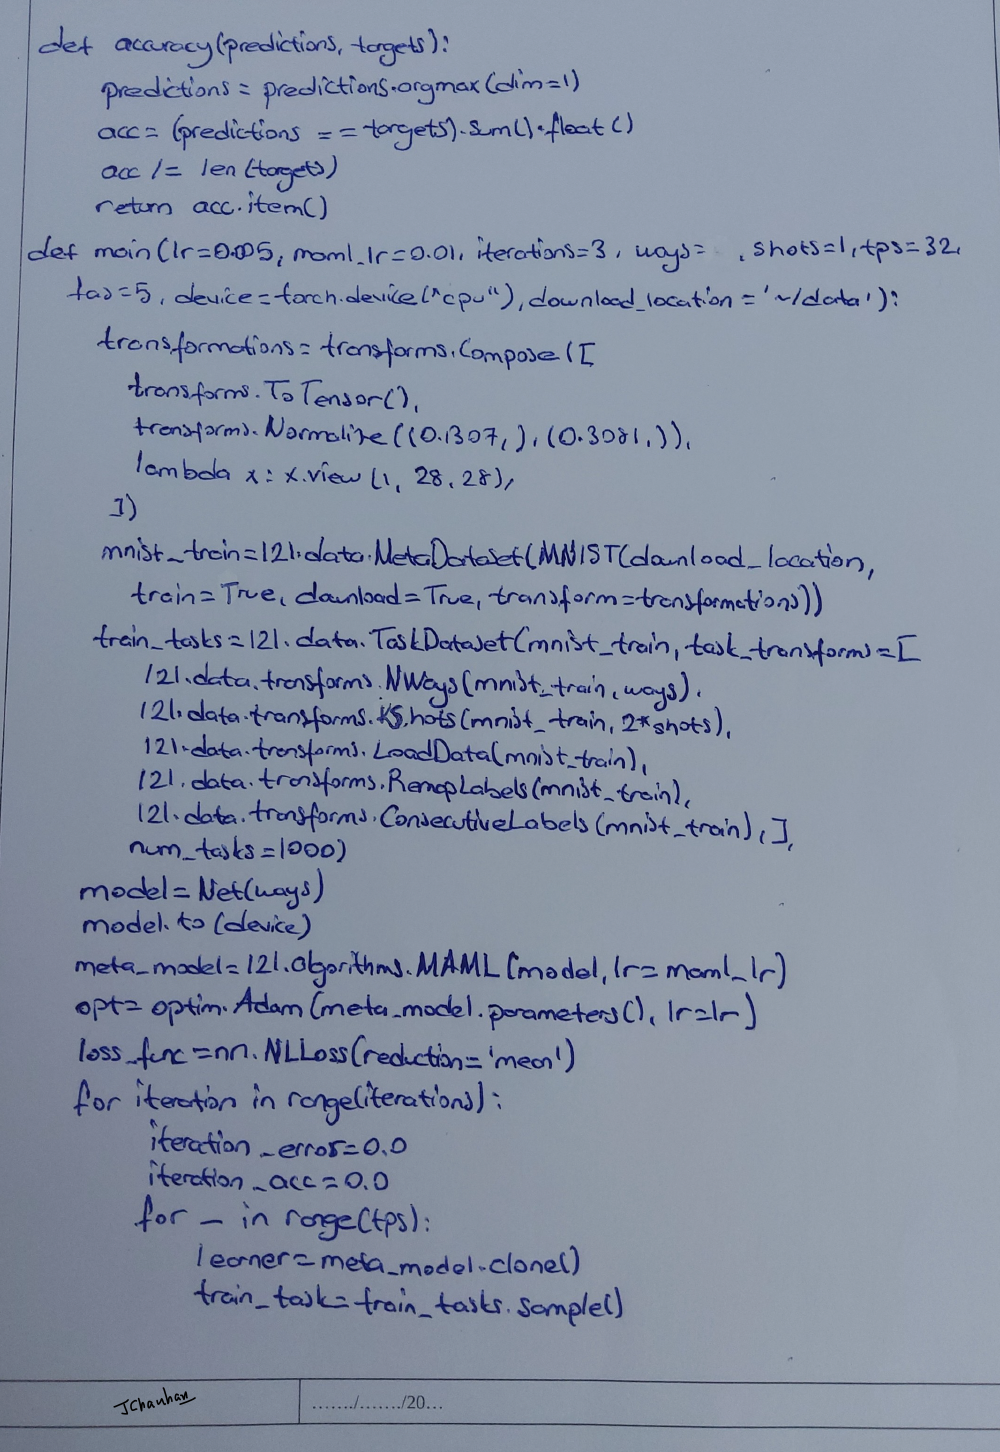 def accuracy(predictions, targets):
predictions = predictions.argmax(dim=1)
acc = (predictions == targets).sum().float()
acc /= len(targets)
return acc.item()
def main(lr=0.005, maml_lr=0.01, iterations=3, ways= , shots=1, tps=32,
fas=5, device=torch.device("cpu"), download_location = '~/data'):
transformations = transforms.Compose([
transforms.ToTensor(),
transforms.Normalize((0.1307,), (0.3081,)),
lambda x: x.view(1, 28, 28),
])
mnist_train=l2l.data.MetaDataset(MNIST(download_location,
train=True, download=True, transform=transformations))
train_tasks=l2l.data.TaskDataset(mnist_train, task_transforms=[
l2l.data.transforms.NWays(mnist_train, ways),
l2l.data.transforms.KShots(mnist_train, 2*shots),
l2l.data.transforms.LoadData(mnist_train),
l2l.data.transforms.RemapLabels(mnist_train),
l2l.data.transforms.ConsecutiveLabels(mnist_train),],
num_tasks=1000)
model=Net(ways)
model.to(device)
meta_model=l2l.algorithms.MAML(model, lr=maml_lr)
opt= optim.Adam(meta_model.parameters(), lr=lr)
loss_func =nn.NLLoss(reduction='mean')
for iteration in range(iterations):
iteration_error=0.0
iteration_acc=0.0
for _ in range(tps):
learner=meta_model.clone()
train_task=train_tasks.sample()
JChauhan
......./......./20...